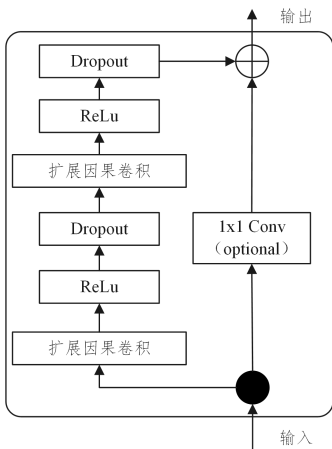 输出
Dropout
ReLu
扩展因果卷积
Dropout
1x1 Conv
(optional)
ReLu
扩展因果卷积
输入